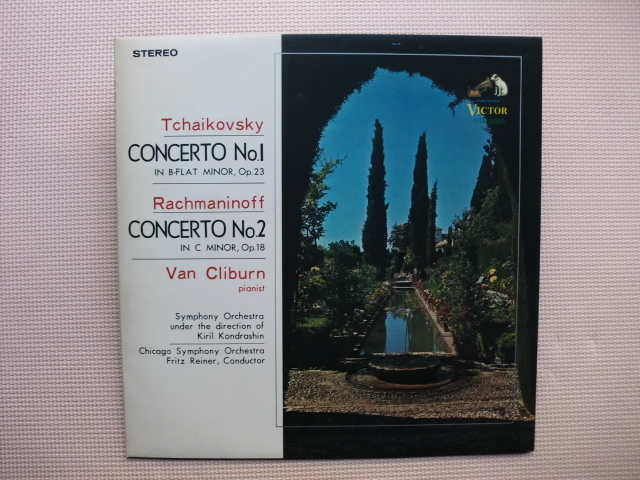 STEREO
Tchaikovsky
CONCERTO No.1
IN B-FLAT MINOR, Op.23
Rachmaninoff
CONCERTO No.2
IN C MINOR, Op.18
Van Cliburn
pianist
Symphony Orchestra
under the direction of
Kiril Kondrashin
Chicago Symphony Orchestra
Fritz Reiner, Conductor
VICTOR